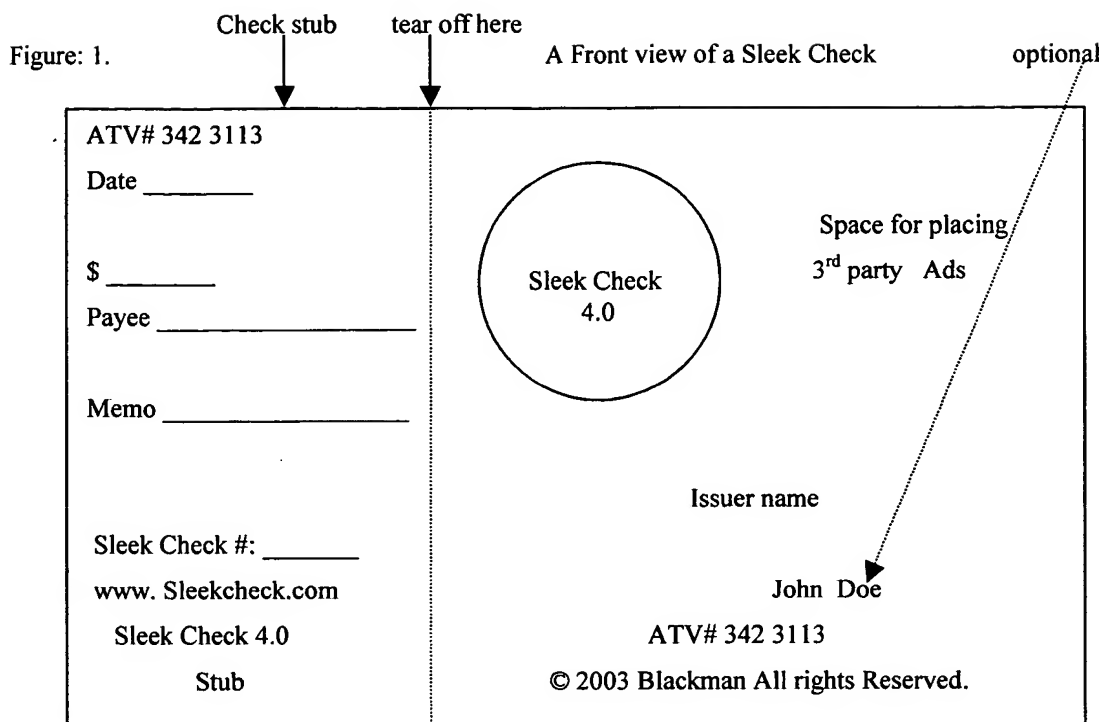 Check stub tear off here
Figure: 1. A Front view of a Sleek Check optional
ATV# 342 3113
Date
$
Payee
Memo
Sleek Check #:
www. Sleekcheck.com
Sleek Check 4.0
Stub
Sleek Check
4.0
Space for placing
3rd party Ads
Issuer name
John Doe
ATV# 342 3113
© 2003 Blackman All rights Reserved.